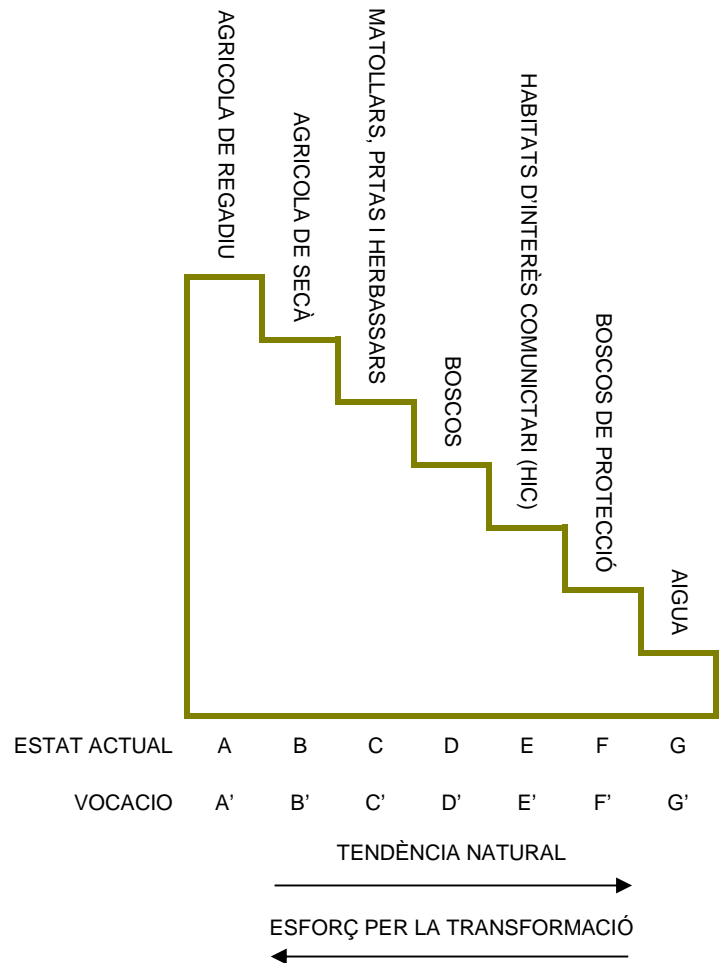 AGRICOLA DE REGADIU
AGRICOLA DE SECÀ
MATOLLARS, PRTAS I HERBASSARS
BOSCOS
HABITATS D'INTERÈS COMUNICTARI (HIC)
BOSCOS DE PROTECCIÓ
AIGUA
ESTAT ACTUAL A B C D E F G
VOCACIO A' B' C' D' E' F' G'
TENDÈNCIA NATURAL
ESFORÇ PER LA TRANSFORMACIÓ